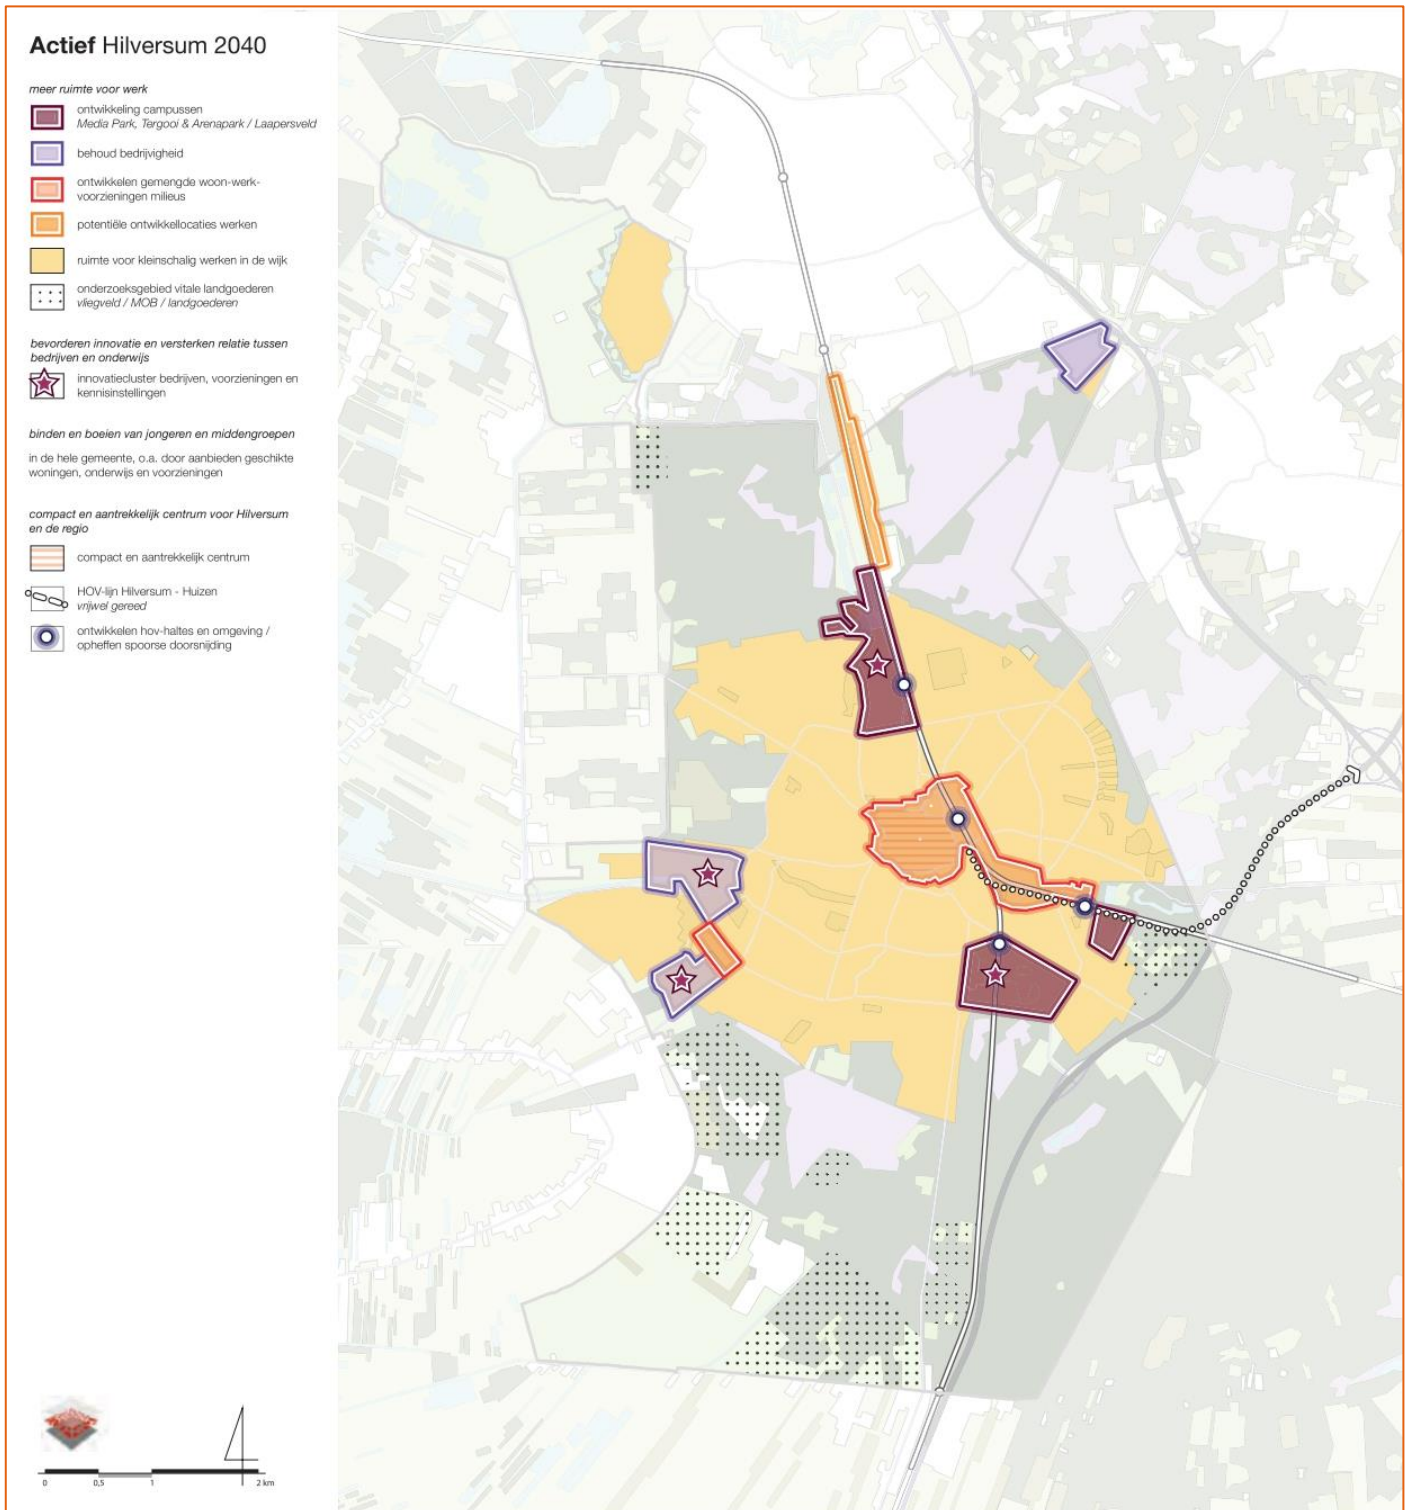 Actief Hilversum 2040
meer ruimte voor werk
ontwikkeling campussen
Media Park, Tergooi & Arenapark / Laapersveld
behoud bedrijvigheid
ontwikkelen gemengde woon-werk-
voorzieningen milieus
potentiële ontwikkellocaties werken
ruimte voor kleinschalig werken in de wijk
onderzoeksgebied vitale landgoederen
vliegveld / MOB / landgoederen
bevorderen innovatie en versterken relatie tussen
bedrijven en onderwijs
innovatiecluster bedrijven, voorzieningen en
kennisinstellingen
binden en boeien van jongeren en middengroepen
in de hele gemeente, o.a. door aanbieden geschikte
woningen, onderwijs en voorzieningen
compact en aantrekkelijk centrum voor Hilversum
en de regio
compact en aantrekkelijk centrum
HOV-lijn Hilversum - Huizen
vrijwel gereed
ontwikkelen hov-haltes en omgeving /
opheffen spoorse doorsnijding
0 0,5 1 2 km